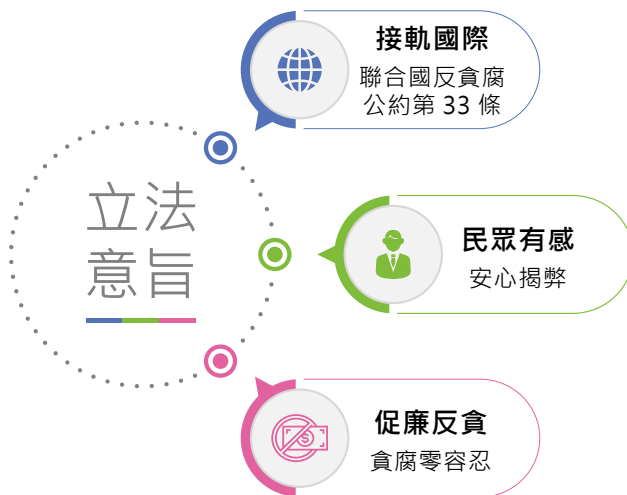 立法
意旨
接軌國際
聯合國反貪腐
公約第 33 條
民眾有感
安心揭弊
促廉反貪
貪腐零容忍